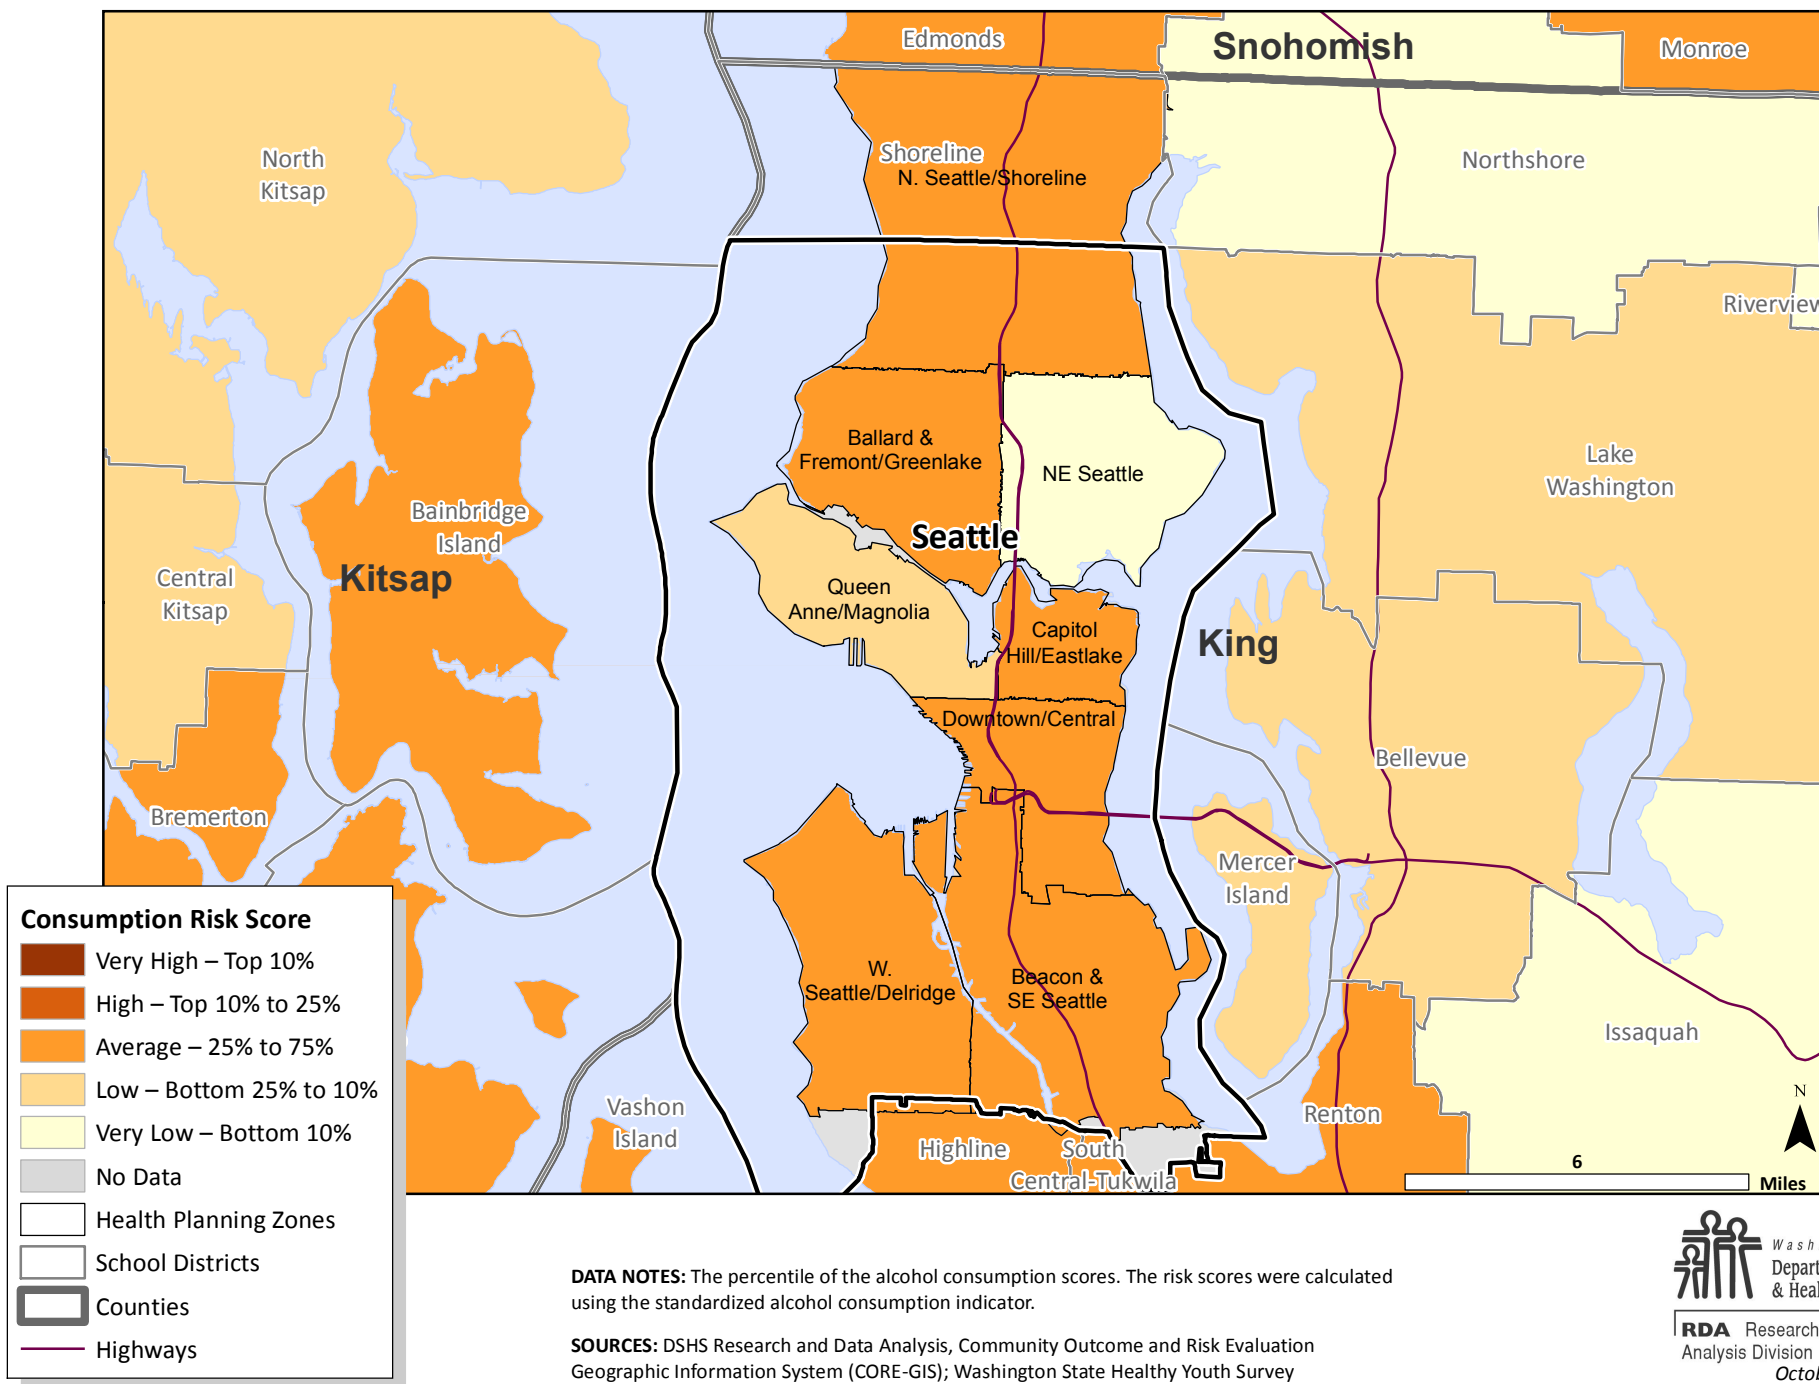 Edmonds
Snohomish
Monroe
North
Kitsap
Shoreline
N. Seattle/Shoreline
Northshore
Riverview
Ballard &
Fremont/Greenlake
NE Seattle
Lake
Washington
Bainbridge
Island
Seattle
Kitsap
Central
Kitsap
Queen
Anne/Magnolia
Capitol
Hill/Eastlake
King
Downtown/Central
Bellevue
Bremerton
Mercer
Island
W.
Seattle/Delridge
Beacon &
SE Seattle
Issaquah
Vashon
Island
Highline
South
Central-Tukwila
Renton
N
6
Miles
Consumption Risk Score
Very High – Top 10%
High – Top 10% to 25%
Average – 25% to 75%
Low – Bottom 25% to 10%
Very Low – Bottom 10%
No Data
Health Planning Zones
School Districts
Counties
Highways
DATA NOTES: The percentile of the alcohol consumption scores. The risk scores were calculated
using the standardized alcohol consumption indicator.
SOURCES: DSHS Research and Data Analysis, Community Outcome and Risk Evaluation
Geographic Information System (CORE-GIS); Washington State Healthy Youth Survey
Wash
Depart
& Heal
RDA Research
Analysis Division
Octo